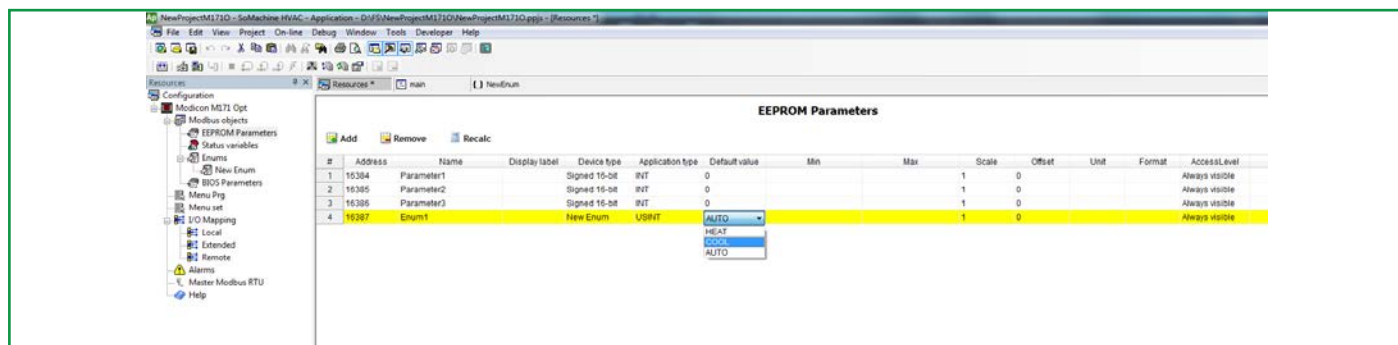 NewProjectM171O - SoMachine HVAC - Application - D:\FS\NewProjectM171O\NewProjectM171O.ppjs - [Resources *]
File Edit View Project On-line Debug Window Tools Developer Help
Resources
Resources * main NewEnum
Configuration
Modicon M171 Opt
Modbus objects
EEPROM Parameters
Status variables
Enums
New Enum
BIOS Parameters
Menu Prg
Menu set
I/O Mapping
Local
Extended
Remote
Alarms
Master Modbus RTU
Help
EEPROM Parameters
Add Remove Recalc
# Address Name Display label Device type Application type Default value Min Max Scale Offset Unit Format AccessLevel
1 16384 Parameter1 Signed 16-bit INT 0 1 0 Always visible
2 16385 Parameter2 Signed 16-bit INT 0 1 0 Always visible
3 16386 Parameter3 Signed 16-bit INT 0 1 0 Always visible
4 16387 Enum1 New Enum USINT AUTO 1 0 Always visible
HEAT
COOL
AUTO